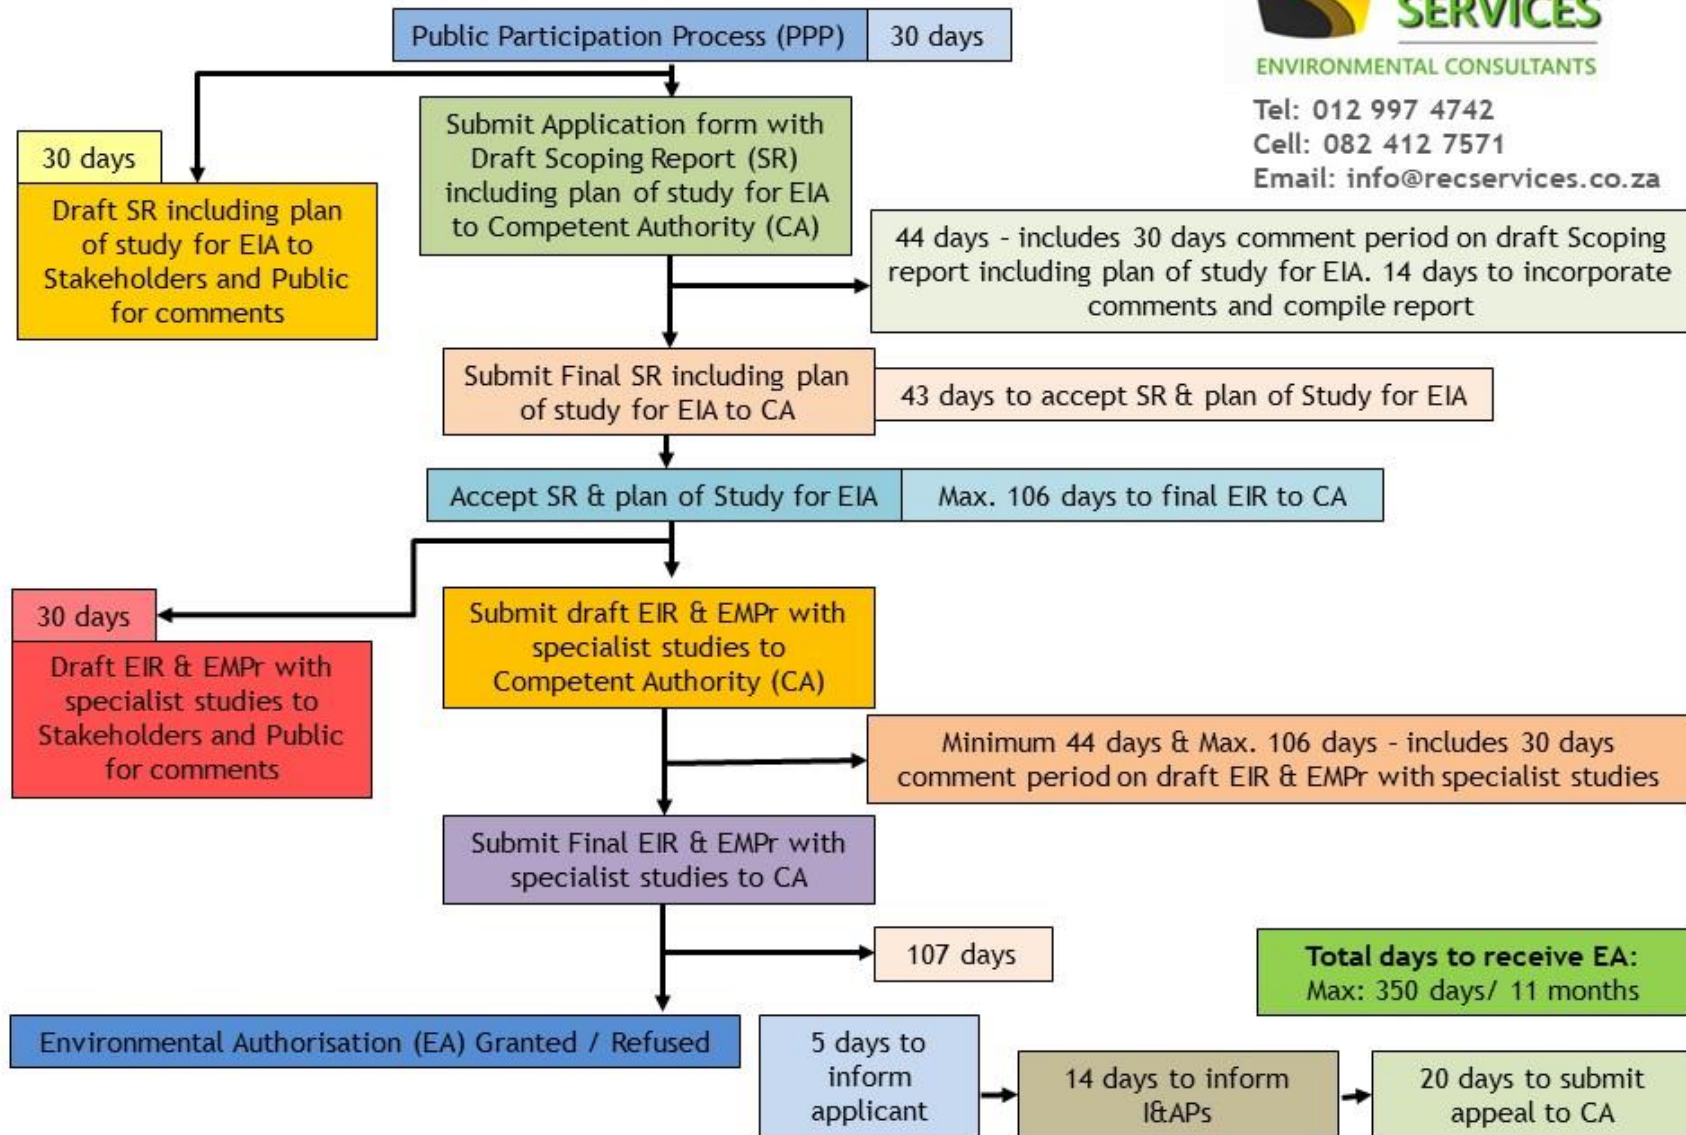 SERVICES
ENVIRONMENTAL CONSULTANTS
Tel: 012 997 4742
Cell: 082 412 7571
Email: info@recservices.co.za
Public Participation Process (PPP)
30 days
30 days
Draft SR including plan
of study for EIA to
Stakeholders and Public
for comments
Submit Application form with
Draft Scoping Report (SR)
including plan of study for EIA
to Competent Authority (CA)
44 days - includes 30 days comment period on draft Scoping
report including plan of study for EIA. 14 days to incorporate
comments and compile report
Submit Final SR including plan
of study for EIA to CA
43 days to accept SR & plan of Study for EIA
Accept SR & plan of Study for EIA
Max. 106 days to final EIR to CA
30 days
Draft EIR & EMPr with
specialist studies to
Stakeholders and Public
for comments
Submit draft EIR & EMPr with
specialist studies to
Competent Authority (CA)
Minimum 44 days & Max. 106 days - includes 30 days
comment period on draft EIR & EMPr with specialist studies
Submit Final EIR & EMPr with
specialist studies to CA
107 days
Total days to receive EA:
Max: 350 days/ 11 months
Environmental Authorisation (EA) Granted / Refused
5 days to
inform
applicant
14 days to inform
I&APs
20 days to submit
appeal to CA